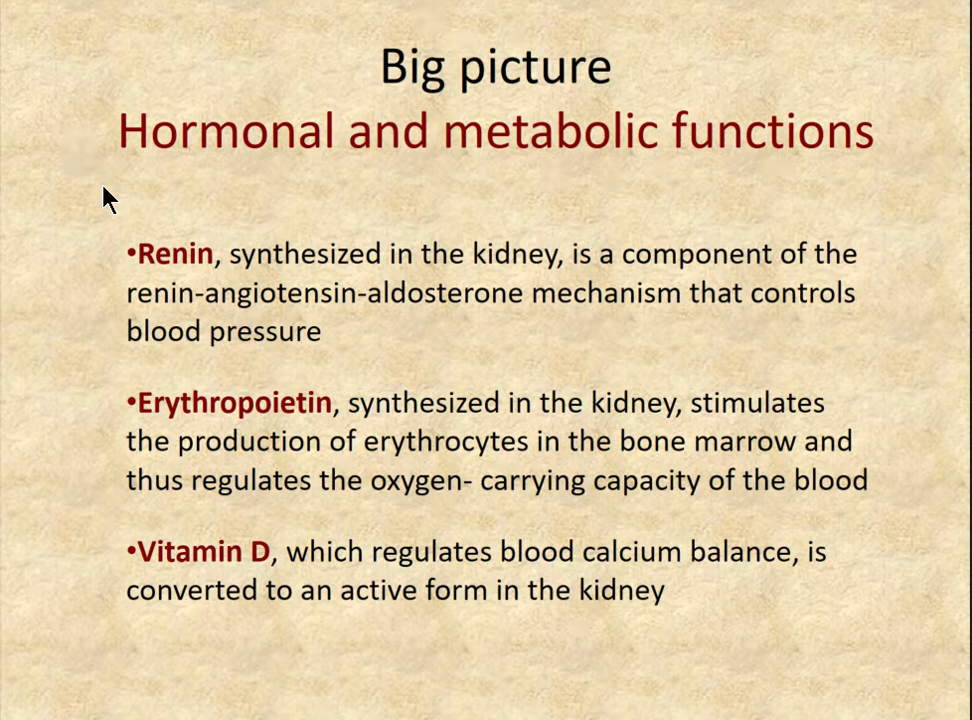 Big picture
Hormonal and metabolic functions
•Renin, synthesized in the kidney, is a component of the
renin-angiotensin-aldosterone mechanism that controls
blood pressure
•Erythropoietin, synthesized in the kidney, stimulates
the production of erythrocytes in the bone marrow and
thus regulates the oxygen- carrying capacity of the blood
•Vitamin D, which regulates blood calcium balance, is
converted to an active form in the kidney